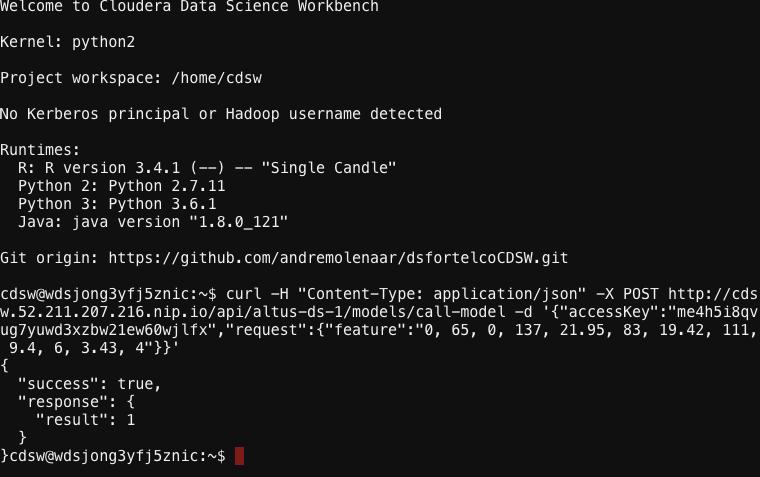 Welcome to Cloudera Data Science Workbench
Kernel: python2
Project workspace: /home/cdsw
No Kerberos principal or Hadoop username detected
Runtimes:
R: R version 3.4.1 (--) -- "Single Candle"
Python 2: Python 2.7.11
Python 3: Python 3.6.1
Java: java version "1.8.0_121"
Git origin: https://github.com/andremolenaar/dsfortelcoCDSW.git
cdsw@wdsjong3yfj5znic:~$ curl -H "Content-Type: application/json" -X POST http://cds
w.52.211.207.216.nip.io/api/altus-ds-1/models/call-model -d '{"accessKey":"me4h5i8qv
ug7yuwd3xzbw21ew60wjlfx","request":{"feature":"0, 65, 0, 137, 21.95, 83, 19.42, 111,
9.4, 6, 3.43, 4"}}'
{
"success": true,
"response": {
"result": 1
}
}cdsw@wdsjong3yfj5znic:~$